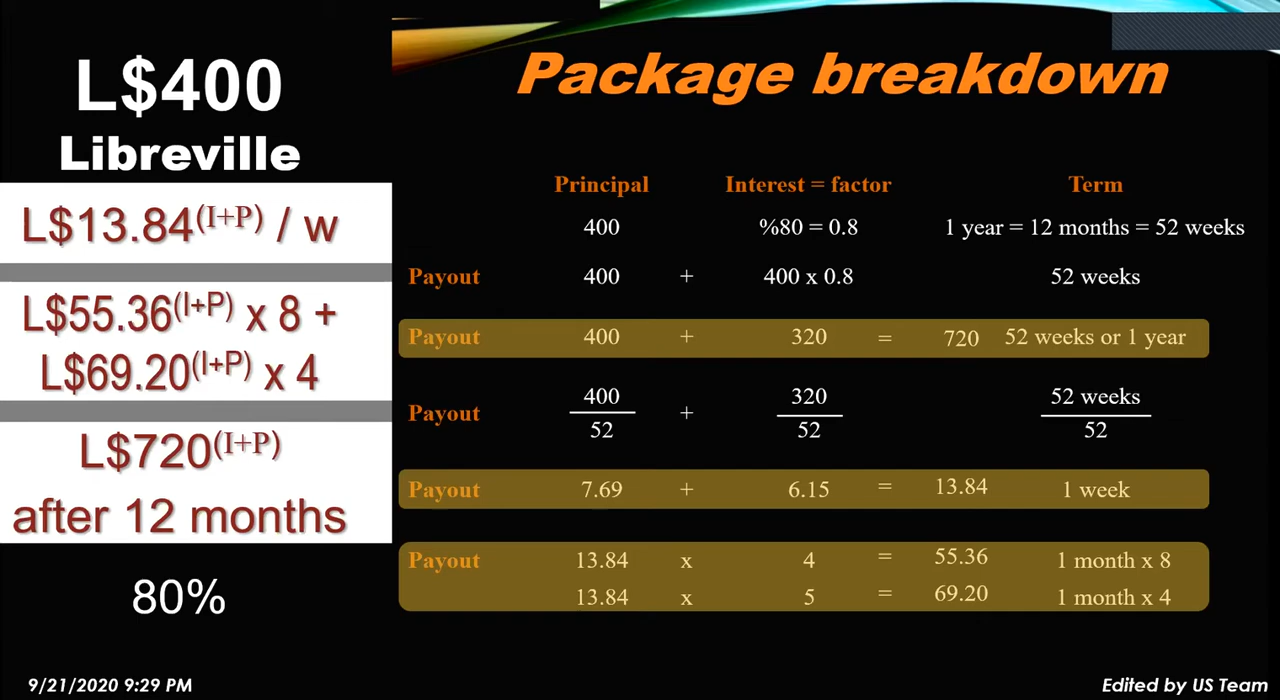 L$400
Libreville
L$13.84(I+P) / w
L$55.36(I+P) x 8 +
L$69.20(I+P) x 4
L$720(I+P)
after 12 months
80%
Package breakdown
Principal Interest = factor Term
400 %80 = 0.8 1 year = 12 months = 52 weeks
Payout 400 + 400 x 0.8 52 weeks
Payout 400 + 320 = 720 52 weeks or 1 year
Payout 400 + 320 52 weeks
52 52 52
Payout 7.69 + 6.15 = 13.84 1 week
Payout 13.84 x 4 = 55.36 1 month x 8
13.84 x 5 = 69.20 1 month x 4
9/21/2020 9:29 PM
Edited by US Team